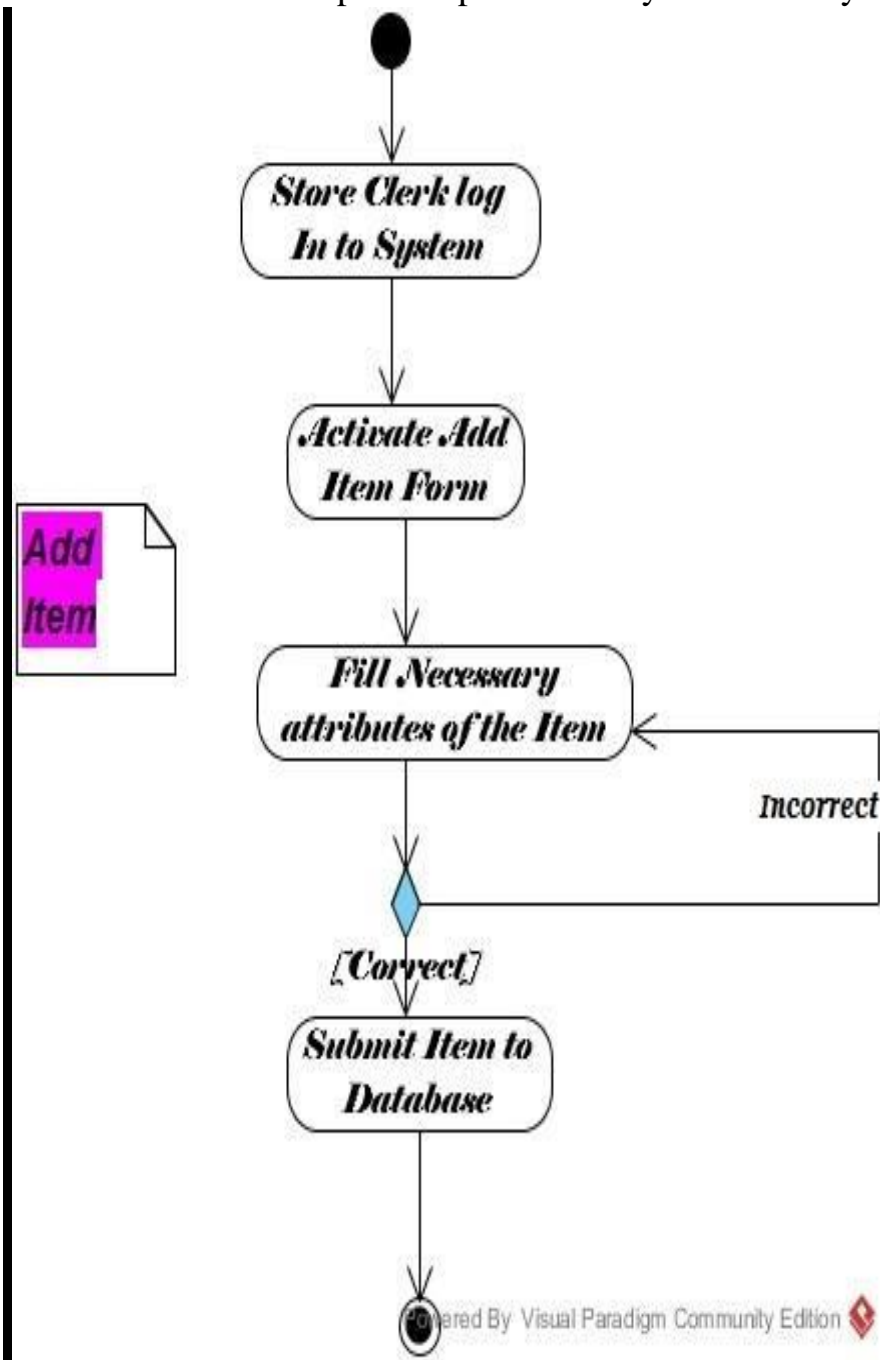 Store Clerk log
In to System
Activate Add
Item Form
Add
Item
Fill Necessary
attributes of the Item
Incorrect
[Correct]
Submit Item to
Database
Powered By Visual Paradigm Community Edition